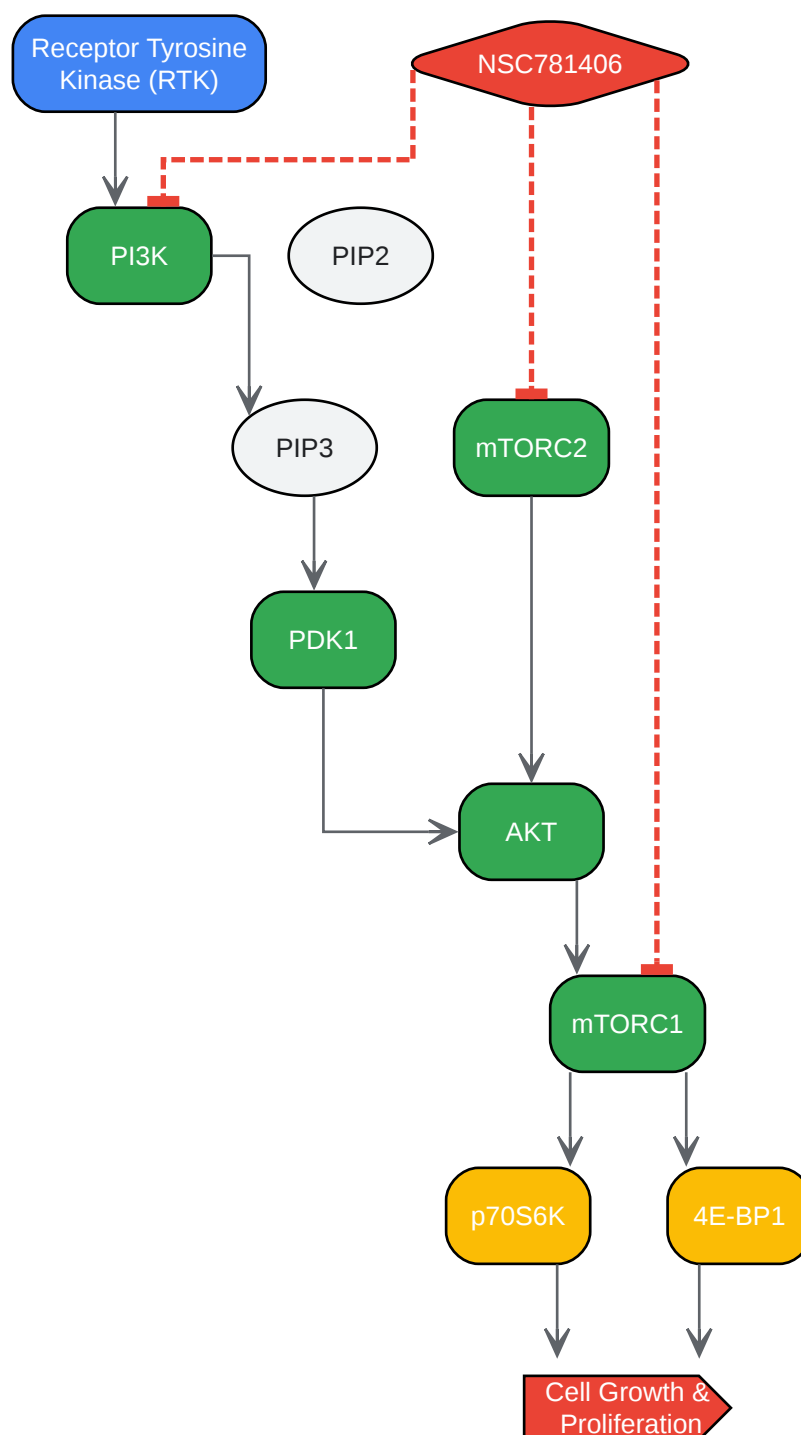 Receptor Tyrosine
Kinase (RTK)
NSC781406
PI3K
PIP2
PIP3
mTORC2
PDK1
AKT
mTORC1
p70S6K
4E-BP1
Cell Growth &
Proliferation